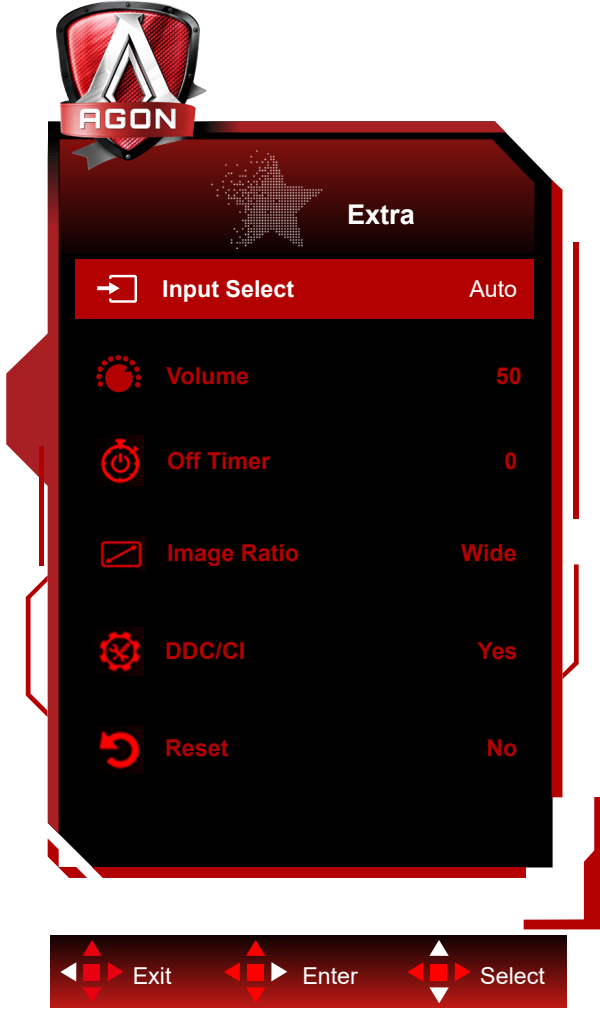 AGON
Extra
Input Select Auto
Volume 50
Off Timer 0
Image Ratio Wide
DDC/CI Yes
Reset No
Exit Enter Select